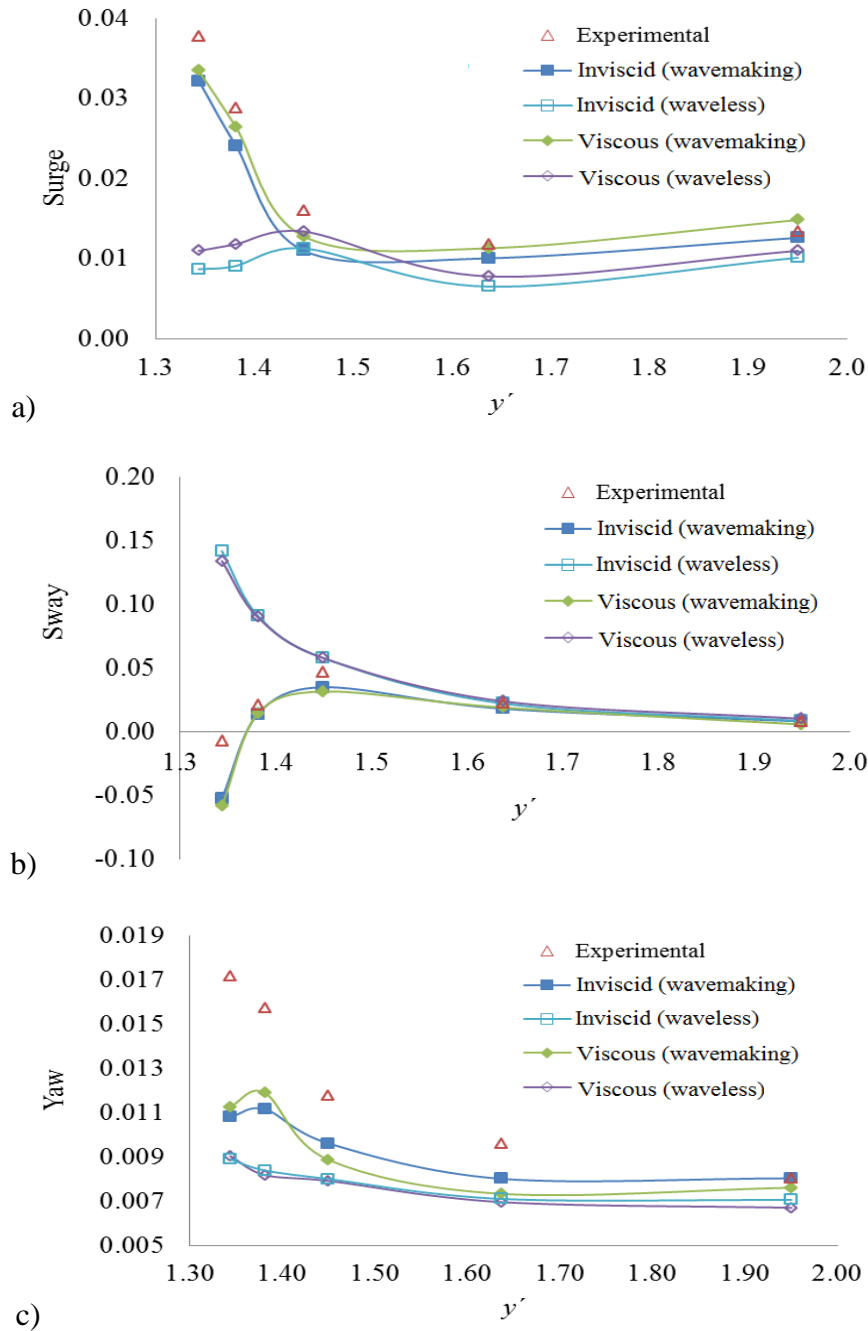 0.04
0.03
0.02
0.01
0.00
Surge
Experimental
Inviscid (wavemaking)
Inviscid (waveless)
Viscous (wavemaking)
Viscous (waveless)
1.3 1.4 1.5 1.6 1.7 1.8 1.9 2.0
y´
a)
0.20
0.15
0.10
0.05
0.00
-0.05
-0.10
Sway
Experimental
Inviscid (wavemaking)
Inviscid (waveless)
Viscous (wavemaking)
Viscous (waveless)
1.3 1.4 1.5 1.6 1.7 1.8 1.9 2.0
y´
b)
0.019
0.017
0.015
0.013
0.011
0.009
0.007
0.005
Yaw
Experimental
Inviscid (wavemaking)
Inviscid (waveless)
Viscous (wavemaking)
Viscous (waveless)
1.30 1.40 1.50 1.60 1.70 1.80 1.90 2.00
y´
c)